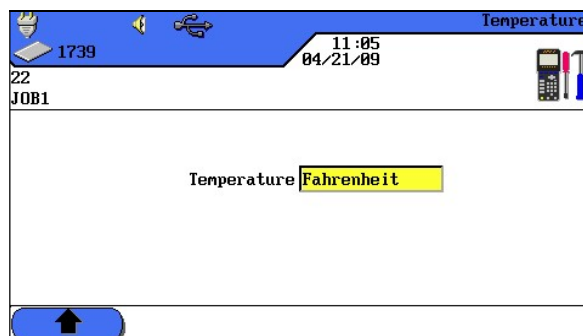 Temperature
1739
11:05
04/21/09
22
JOB1
Temperature Fahrenheit